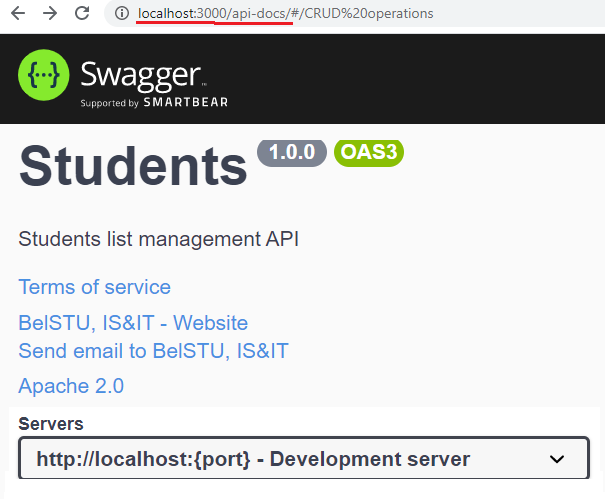 localhost:3000/api-docs/#/CRUD%20operations
{···} Swagger™
Supported by SMARTBEAR
Students 1.0.0 OAS3
Students list management API
Terms of service
BelSTU, IS&IT - Website
Send email to BelSTU, IS&IT
Apache 2.0
Servers
http://localhost:{port} - Development server